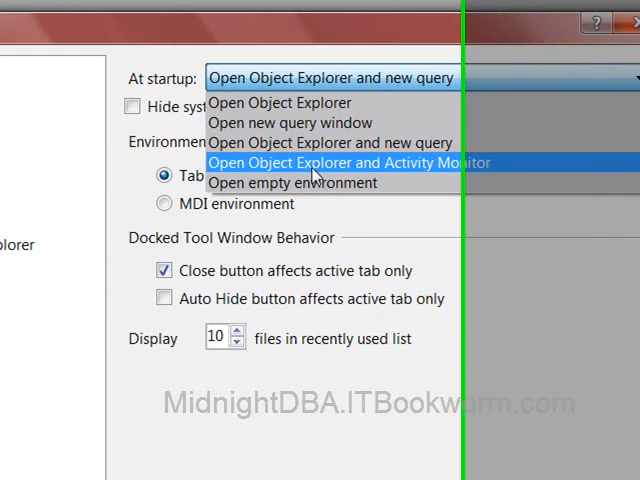 At startup: Open Object Explorer and new query
Hide sys
Open Object Explorer
Open new query window
Environmen
Open Object Explorer and new query
Open Object Explorer and Activity Monitor
Tab
Open empty environment
MDI environment
Docked Tool Window Behavior
plorer
Close button affects active tab only
Auto Hide button affects active tab only
Display 10 files in recently used list
MidnightDBA.ITBookworm.com